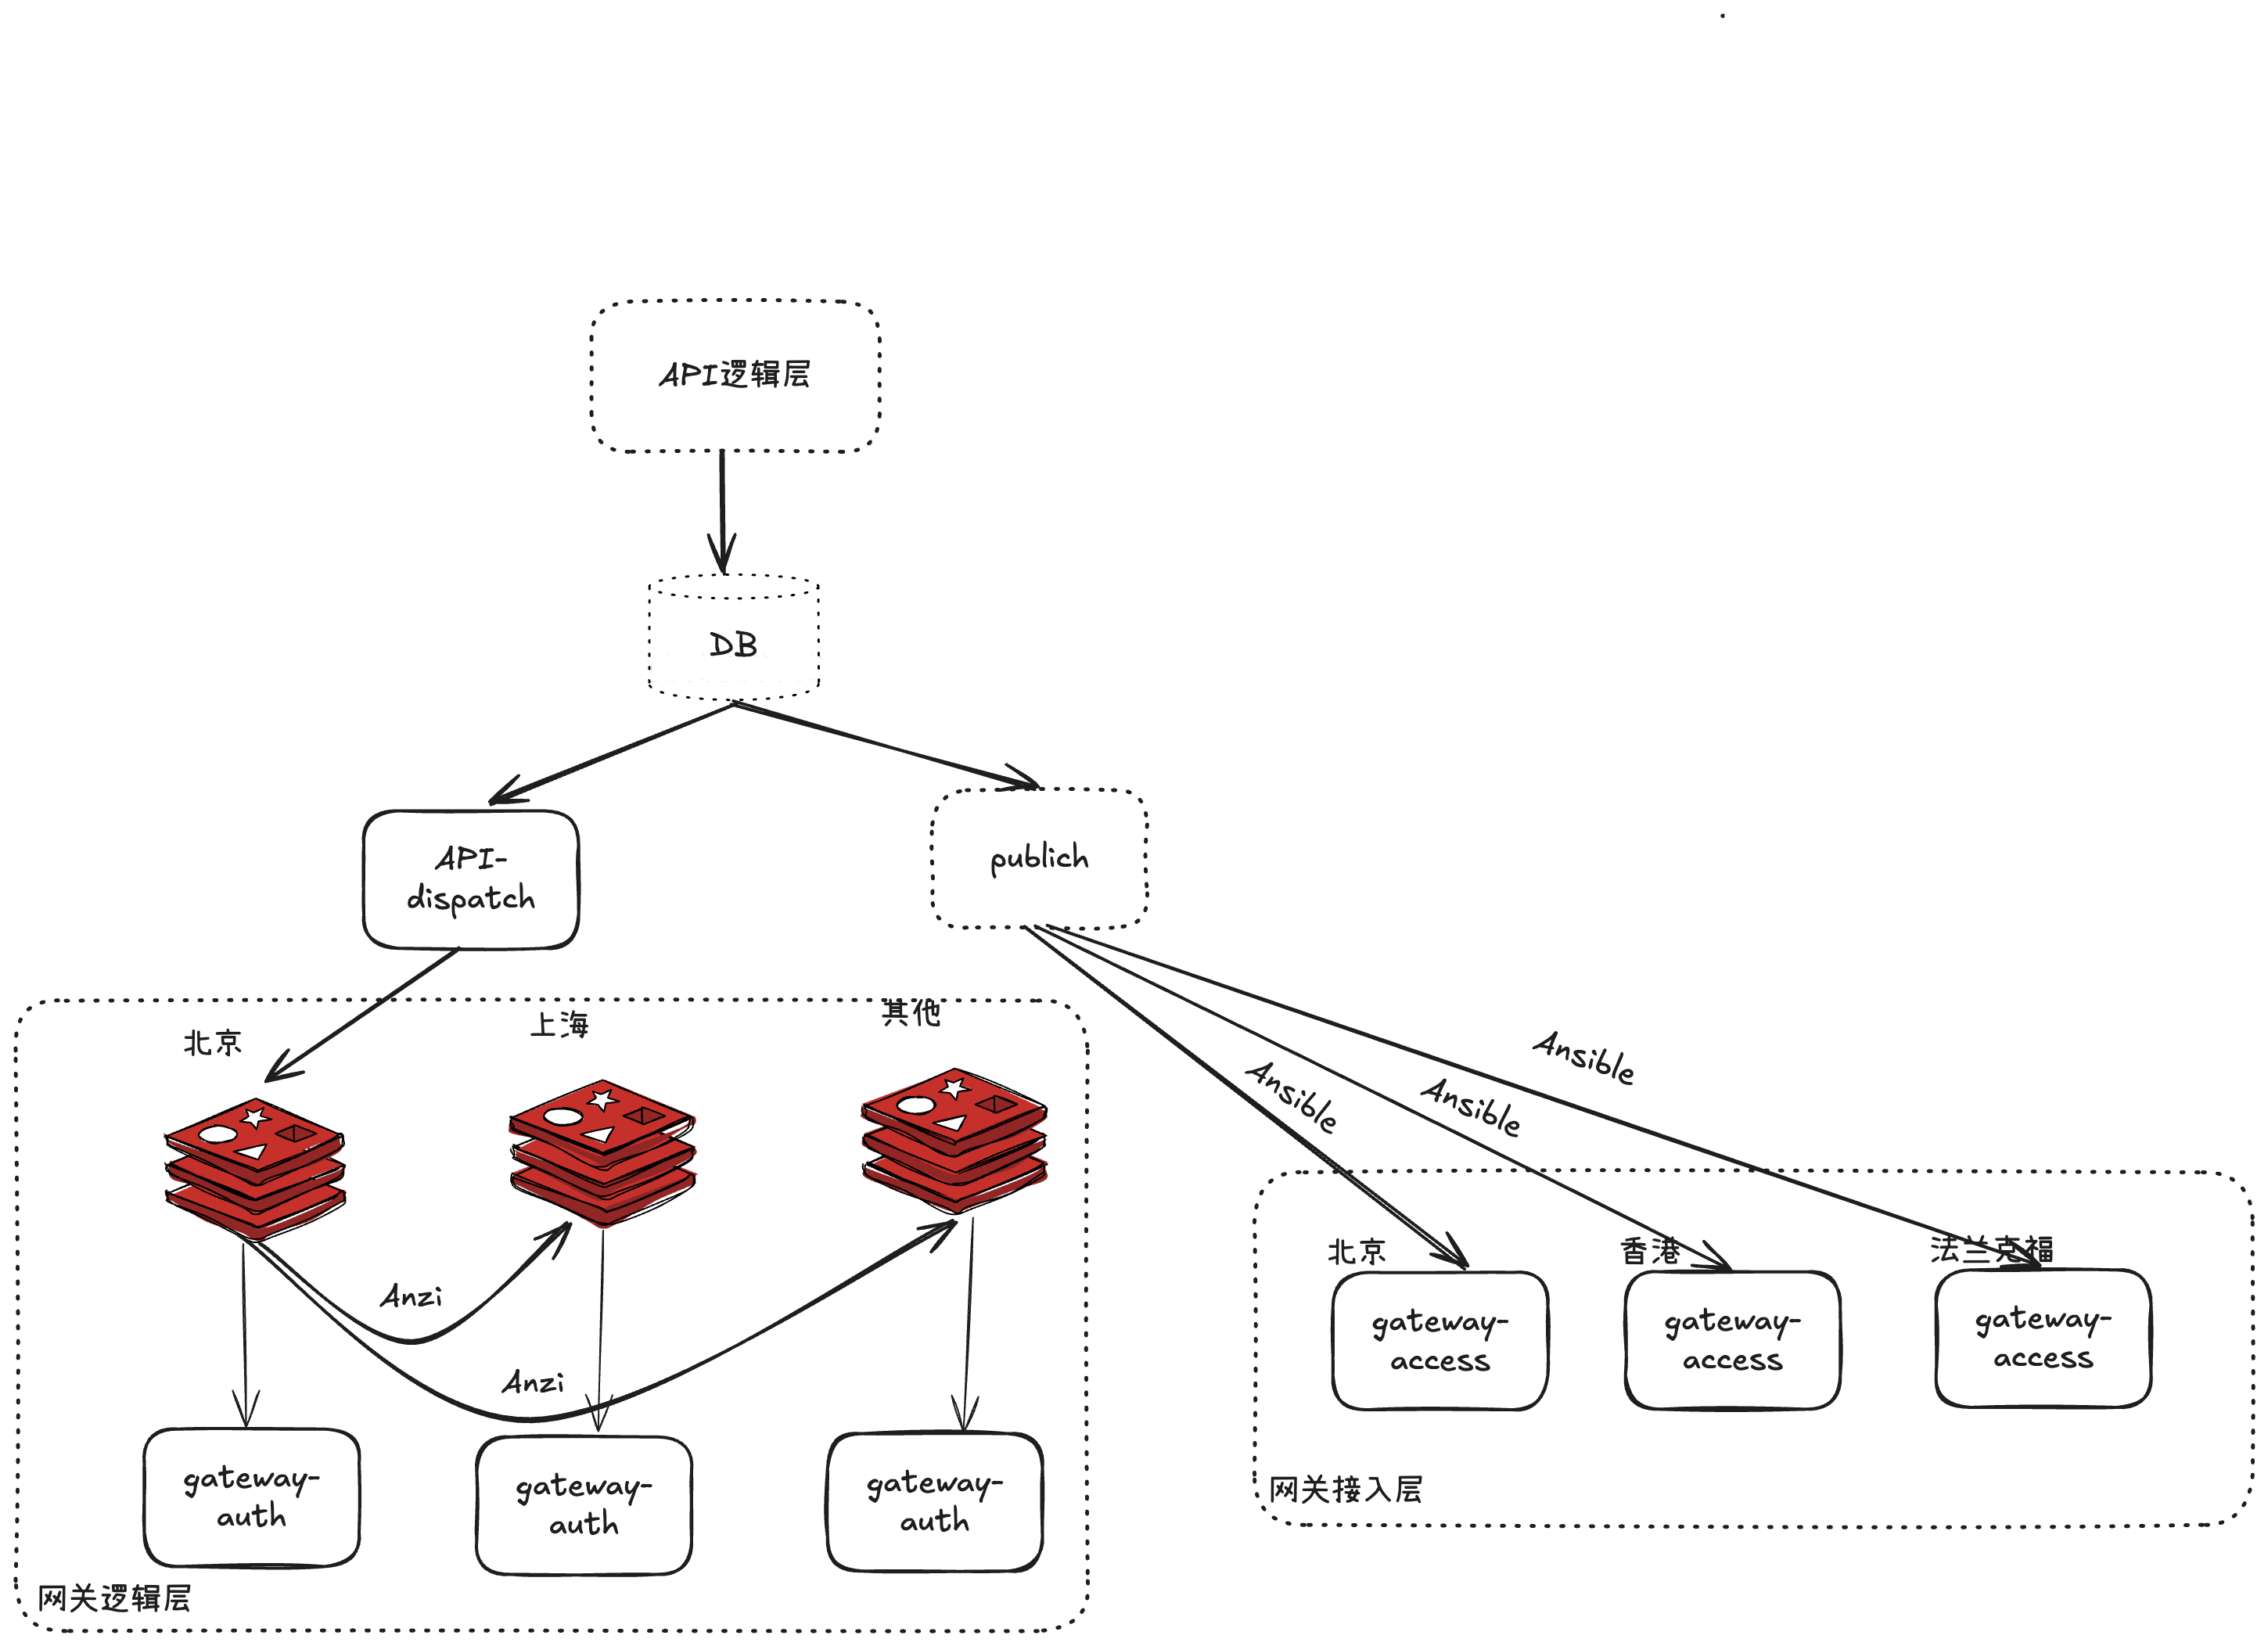 API逻辑层
DB
API-
dispatch
publich
北京
上海
其他
Anzi
Anzi
gateway-
auth
gateway-
auth
gateway-
auth
网关逻辑层
Ansible
Ansible
Ansible
北京
香港
法兰克福
gateway-
access
gateway-
access
gateway-
access
网关接入层